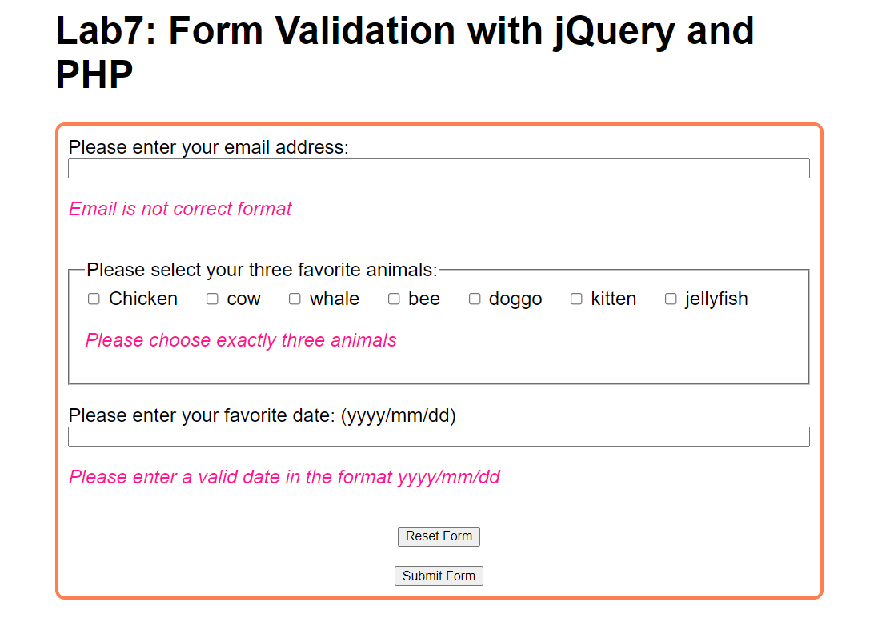 Lab7: Form Validation with jQuery and
PHP
Please enter your email address:
Email is not correct format
Please select your three favorite animals:
Chicken cow whale bee doggo kitten jellyfish
Please choose exactly three animals
Please enter your favorite date: (yyyy/mm/dd)
Please enter a valid date in the format yyyy/mm/dd
Reset Form
Submit Form